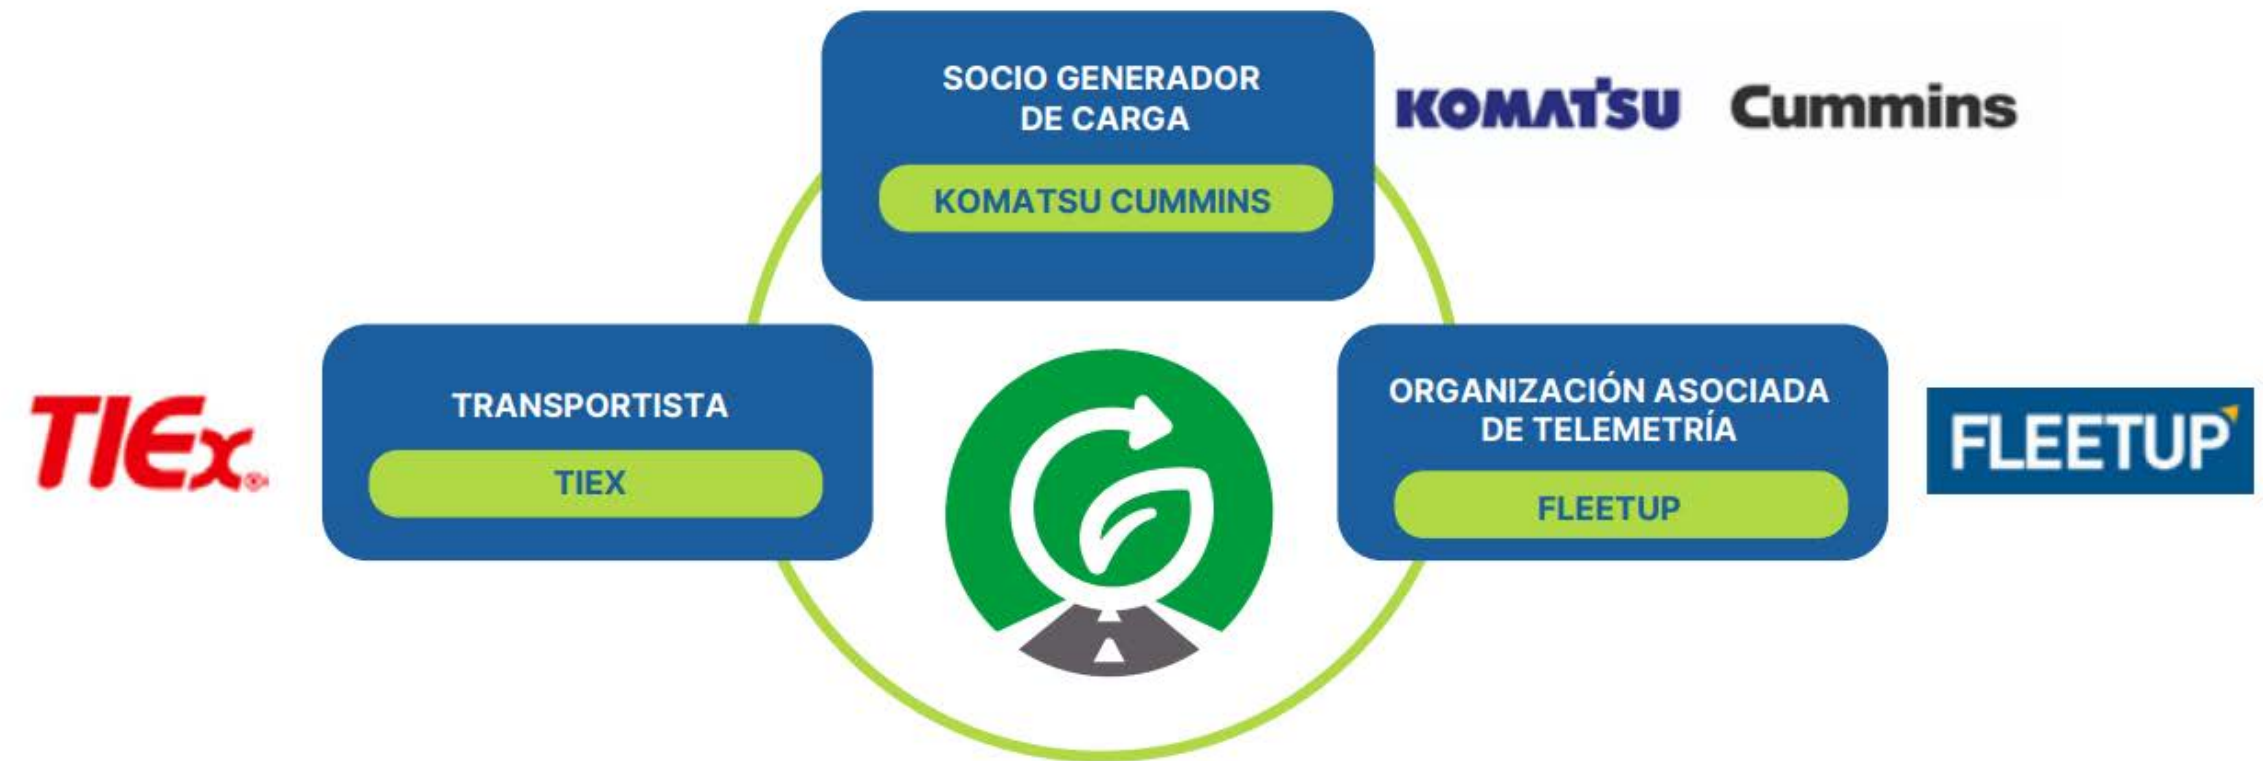 SOCIO GENERADOR
DE CARGA
KOMATSU CUMMINS
KOMATSU
Cummins
TIEx®
TRANSPORTISTA
TIEX
ORGANIZACIÓN ASOCIADA
DE TELEMETRÍA
FLEETUP
FLEETUP